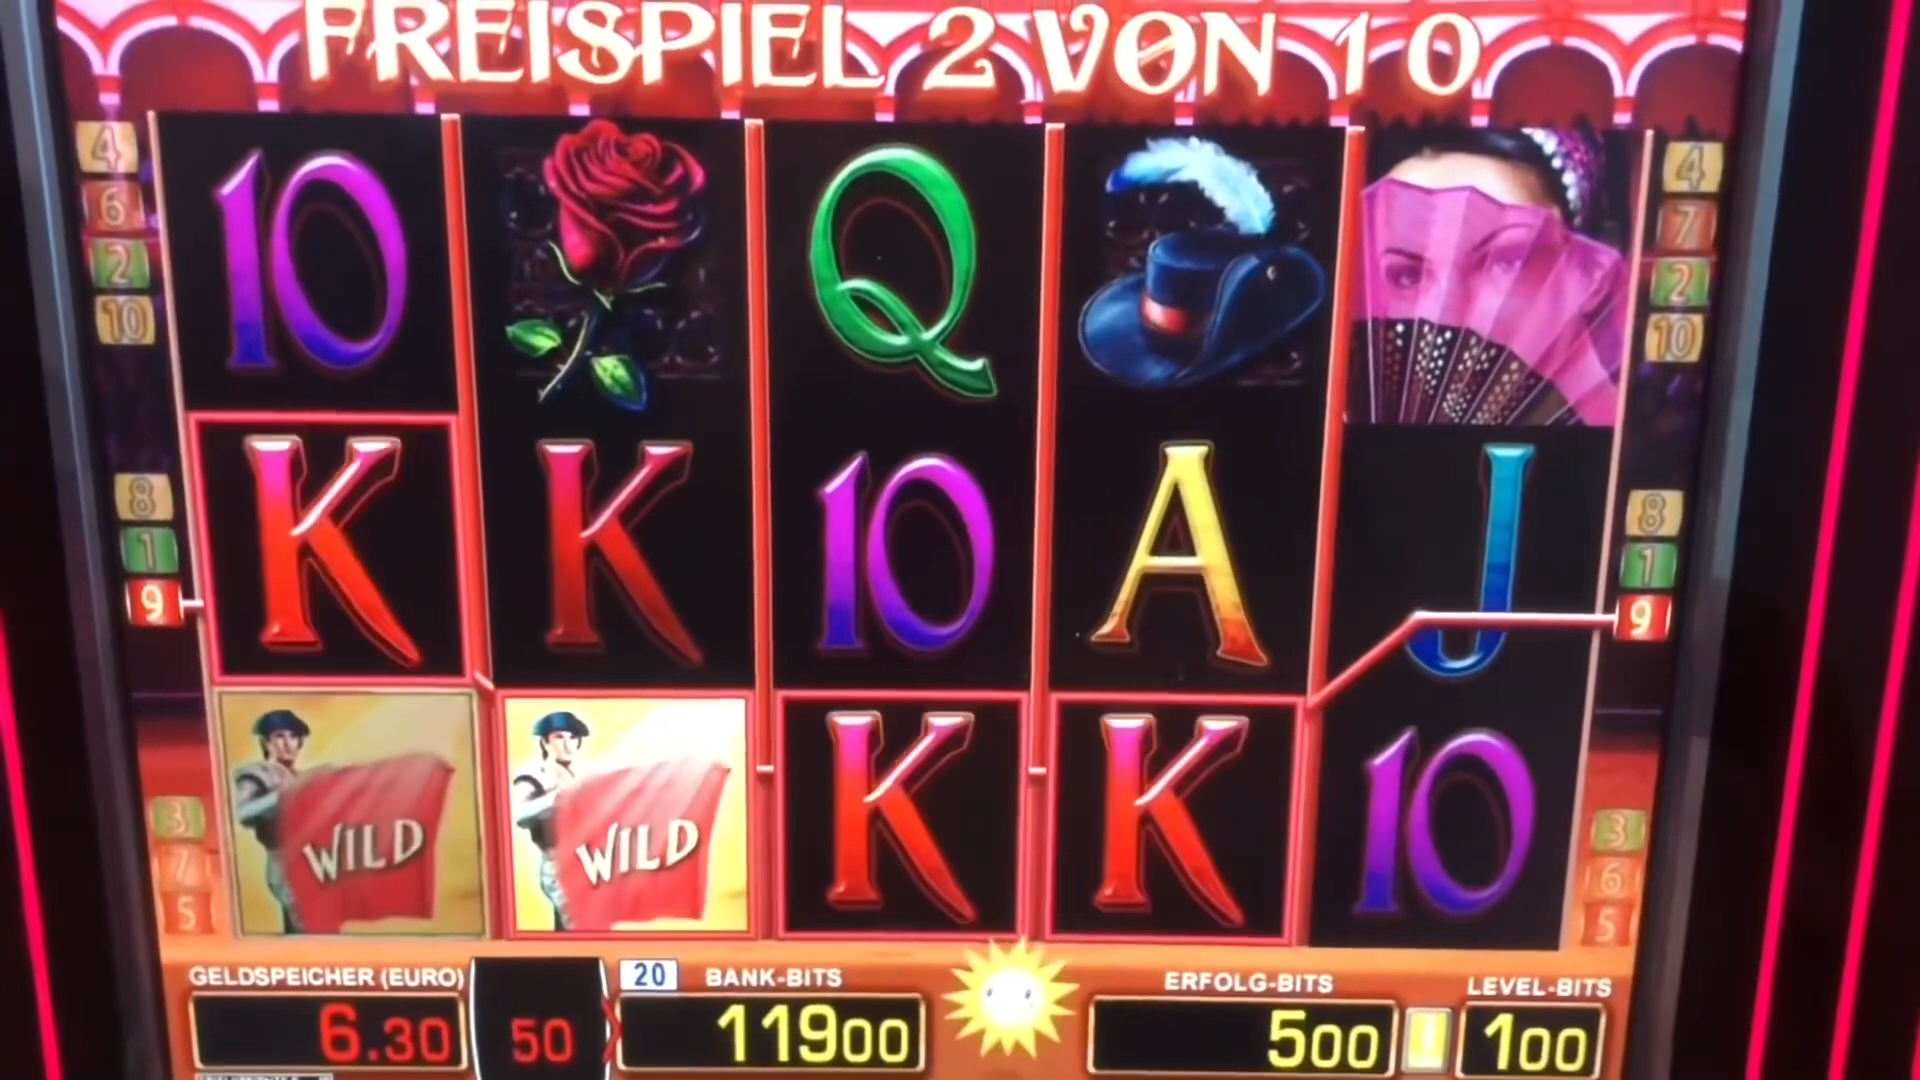 FREISPIEL 2 VON 10
4 4
6 7
2 2
10 10
10 Q
8 8
1 1
9 9
K K 10 A J
3 3
7 6
5 5
WILD WILD K K 10
GELDSPEICHER (EURO) 20 BANK-BITS ERFOLG-BITS LEVEL-BITS
6.30 50 11900 500 100